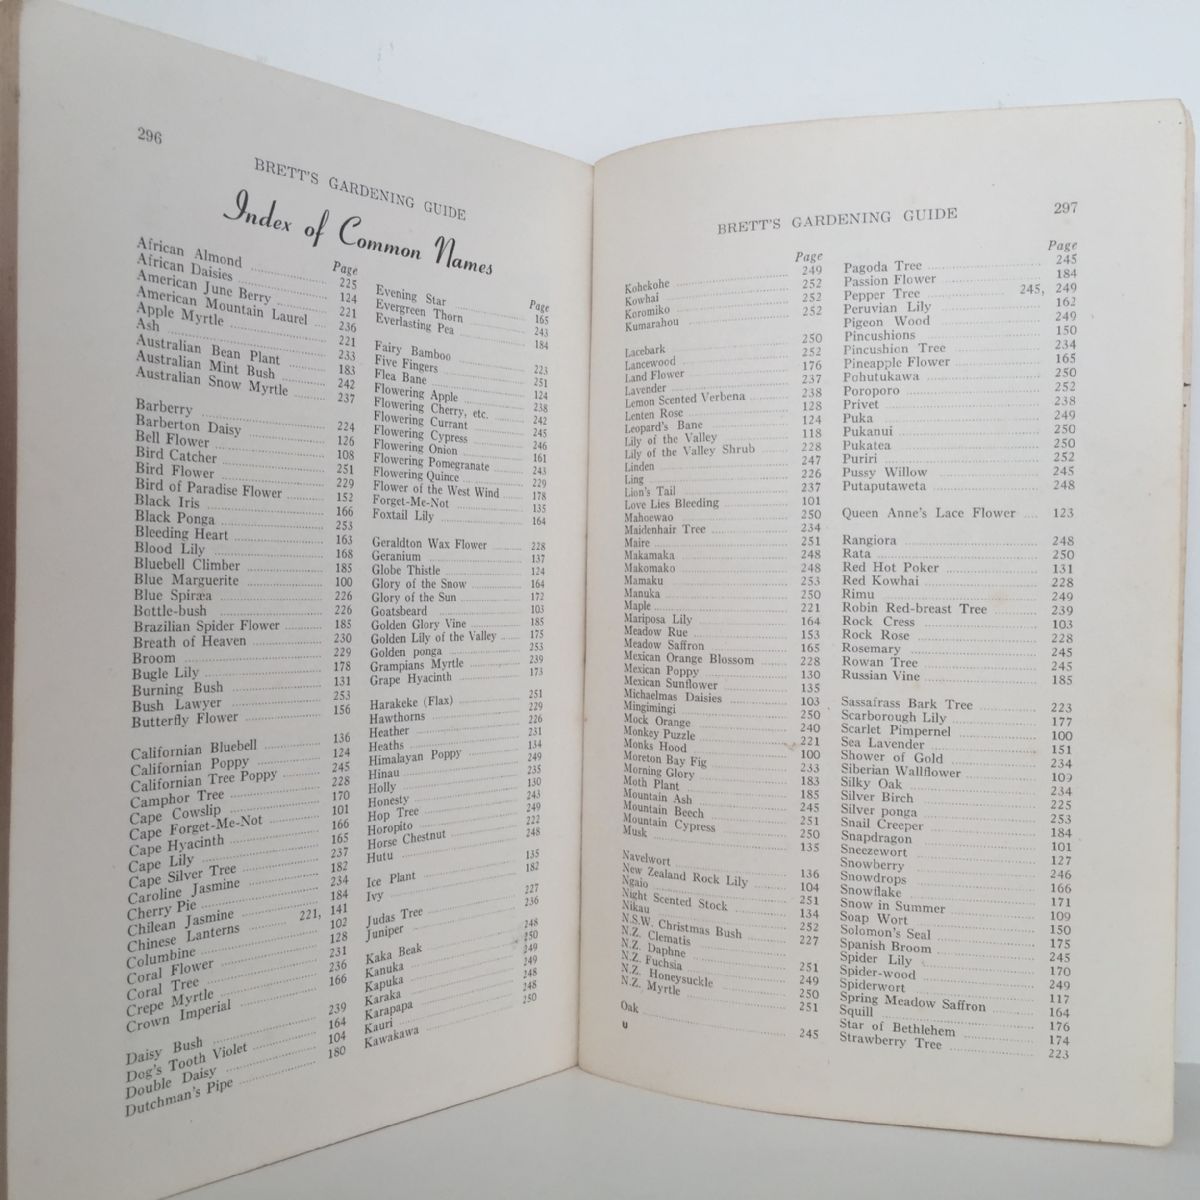 296
BRETT'S GARDENING GUIDE
Index of Common Names
Page
African Almond 225
African Daisies 124
American June Berry 221
American Mountain Laurel 236
Apple Myrtle 221
Ash 233
Australian Bean Plant 183
Australian Mint Bush 242
Australian Snow Myrtle 237
Barberry 224
Barberton Daisy 126
Bell Flower 108
Bird Catcher 251
Bird Flower 229
Bird of Paradise Flower 152
Black Iris 166
Black Ponga 253
Bleeding Heart 163
Blood Lily 168
Bluebell Climber 185
Blue Marguerite 100
Blue Spiræa 226
Bottle-bush 226
Brazilian Spider Flower 185
Breath of Heaven 230
Broom 229
Bugle Lily 178
Burning Bush 131
Bush Lawyer 253
Butterfly Flower 156
Californian Bluebell 136
Californian Poppy 124
Californian Tree Poppy 245
Camphor Tree 228
Cape Cowslip 170
Cape Forget-Me-Not 101
Cape Hyacinth 166
Cape Lily 165
Cape Silver Tree 237
Caroline Jasmine 182
Cherry Pie 234
Chilean Jasmine 184
Chinese Lanterns 221, 141
Columbine 102
Coral Flower 128
Coral Tree 231
Crepe Myrtle 236
Crown Imperial 166
Daisy Bush 239
Dog's Tooth Violet 164
Double Daisy 104
Dutchman's Pipe 180
Page
Evening Star 165
Evergreen Thorn 243
Everlasting Pea 184
Fairy Bamboo 223
Five Fingers 251
Flea Bane 124
Flowering Apple 238
Flowering Cherry, etc. 242
Flowering Currant 245
Flowering Cypress 246
Flowering Onion 161
Flowering Pomegranate 243
Flowering Quince 229
Flower of the West Wind 178
Forget-Me-Not 135
Foxtail Lily 164
Geraldton Wax Flower 228
Geranium 137
Globe Thistle 124
Glory of the Snow 164
Glory of the Sun 172
Goatsbeard 103
Golden Glory Vine 185
Golden Lily of the Valley 175
Golden ponga 253
Grampians Myrtle 239
Grape Hyacinth 173
Harakeke (Flax) 251
Hawthorns 229
Heather 226
Heaths 231
Himalayan Poppy 134
Hinau 249
Holly 235
Honesty 130
Hop Tree 243
Horopito 249
Horse Chestnut 222
Hutu 248
Ice Plant 135
Ivy 182
Judas Tree 227
Juniper 236
Kaka Beak 248
Kanuka 250
Kapuka 249
Karaka 249
Karapapa 248
Kauri 248
Kawakawa 250
BRETT'S GARDENING GUIDE
297
Page
Kohekohe 249
Kowhai 252
Koromiko 252
Kumarahou 252
Lacebark 250
Lancewood 252
Land Flower 176
Lavender 237
Lemon Scented Verbena 238
Lenten Rose 128
Leopard's Bane 124
Lily of the Valley 118
Lily of the Valley Shrub 228
Linden 247
Ling 226
Lion's Tail 237
Love Lies Bleeding 101
Mahoewao 250
Maidenhair Tree 234
Maire 251
Makamaka 248
Makomako 248
Mamaku 253
Manuka 250
Maple 221
Mariposa Lily 164
Meadow Rue 153
Meadow Saffron 165
Mexican Orange Blossom 228
Mexican Poppy 130
Mexican Sunflower 135
Michaelmas Daisies 103
Mingimingi 250
Mock Orange 240
Monkey Puzzle 221
Monks Hood 100
Moreton Bay Fig 233
Morning Glory 183
Moth Plant 185
Mountain Ash 245
Mountain Beech 251
Mountain Cypress 250
Musk 135
Navelwort 136
New Zealand Rock Lily 104
Ngaio 251
Night Scented Stock 134
Nikau 252
N.S.W. Christmas Bush 227
N.Z. Clematis
N.Z. Daphne 251
N.Z. Fuchsia 249
N.Z. Honeysuckle 250
N.Z. Myrtle 251
Oak 245
U
Page
Pagoda Tree 245
Passion Flower 184
Pepper Tree 245, 249
Peruvian Lily 162
Pigeon Wood 249
Pincushions 150
Pincushion Tree 234
Pineapple Flower 165
Pohutukawa 250
Poroporo 252
Privet 238
Puka 249
Pukanui 250
Pukatea 250
Puriri 252
Pussy Willow 245
Putaputaweta 248
Queen Anne's Lace Flower 123
Rangiora 248
Rata 250
Red Hot Poker 131
Red Kowhai 228
Rimu 249
Robin Red-breast Tree 239
Rock Cress 103
Rock Rose 228
Rosemary 245
Rowan Tree 245
Russian Vine 185
Sassafrass Bark Tree 223
Scarborough Lily 177
Scarlet Pimpernel 100
Sea Lavender 151
Shower of Gold 234
Siberian Wallflower 109
Silky Oak 234
Silver Birch 225
Silver ponga 253
Snail Creeper 184
Snapdragon 101
Sneezewort 127
Snowberry 246
Snowdrops 166
Snowflake 171
Snow in Summer 109
Soap Wort 150
Solomon's Seal 175
Spanish Broom 245
Spider Lily 170
Spider-wood 249
Spiderwort 117
Spring Meadow Saffron 164
Squill 176
Star of Bethlehem 174
Strawberry Tree 223